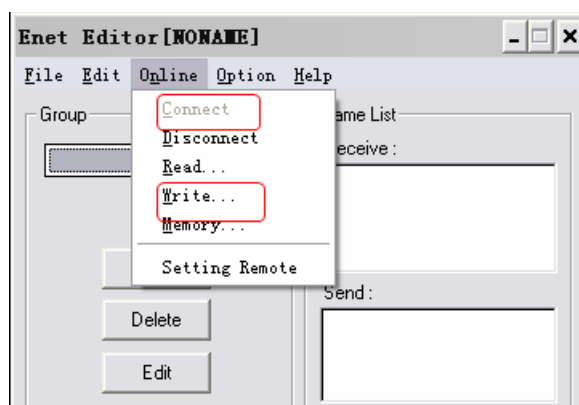 Enet Editor[NONAME]
File Edit Online Option Help
Group
Connect
Disconnect
Read...
Write...
Memory...
Setting Remote
ame List
eceive :
Send :
Delete
Edit